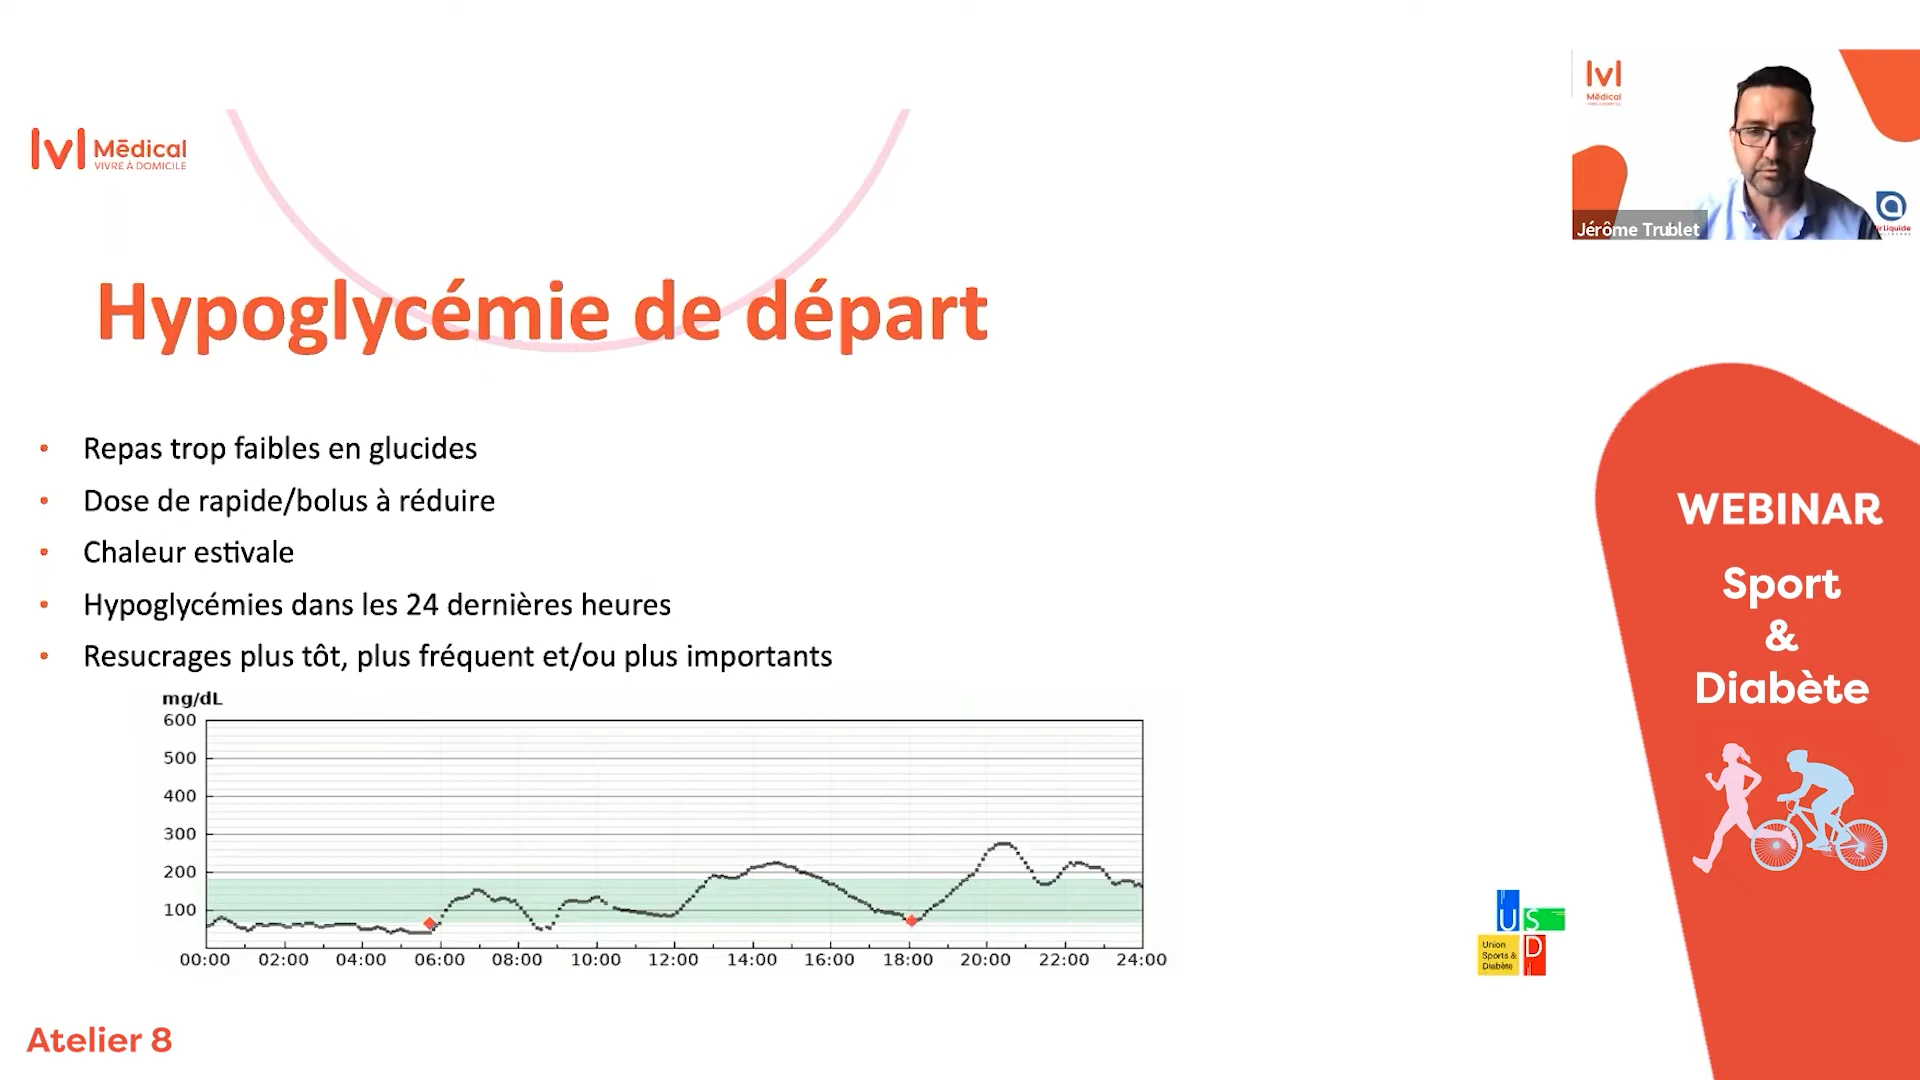 lvl Mēdical
VIVRE À DOMICILE
lvl
Mēdical
Jérôme Trublet
ir Liquide
Hypoglycémie de départ
• Repas trop faibles en glucides
• Dose de rapide/bolus à réduire
• Chaleur estivale
• Hypoglycémies dans les 24 dernières heures
• Resucrages plus tôt, plus fréquent et/ou plus importants
mg/dL
600
500
400
300
200
100
00:00 02:00 04:00 06:00 08:00 10:00 12:00 14:00 16:00 18:00 20:00 22:00 24:00
WEBINAR
Sport
&
Diabète
U S
D
Union
Sports &
Diabète
Atelier 8